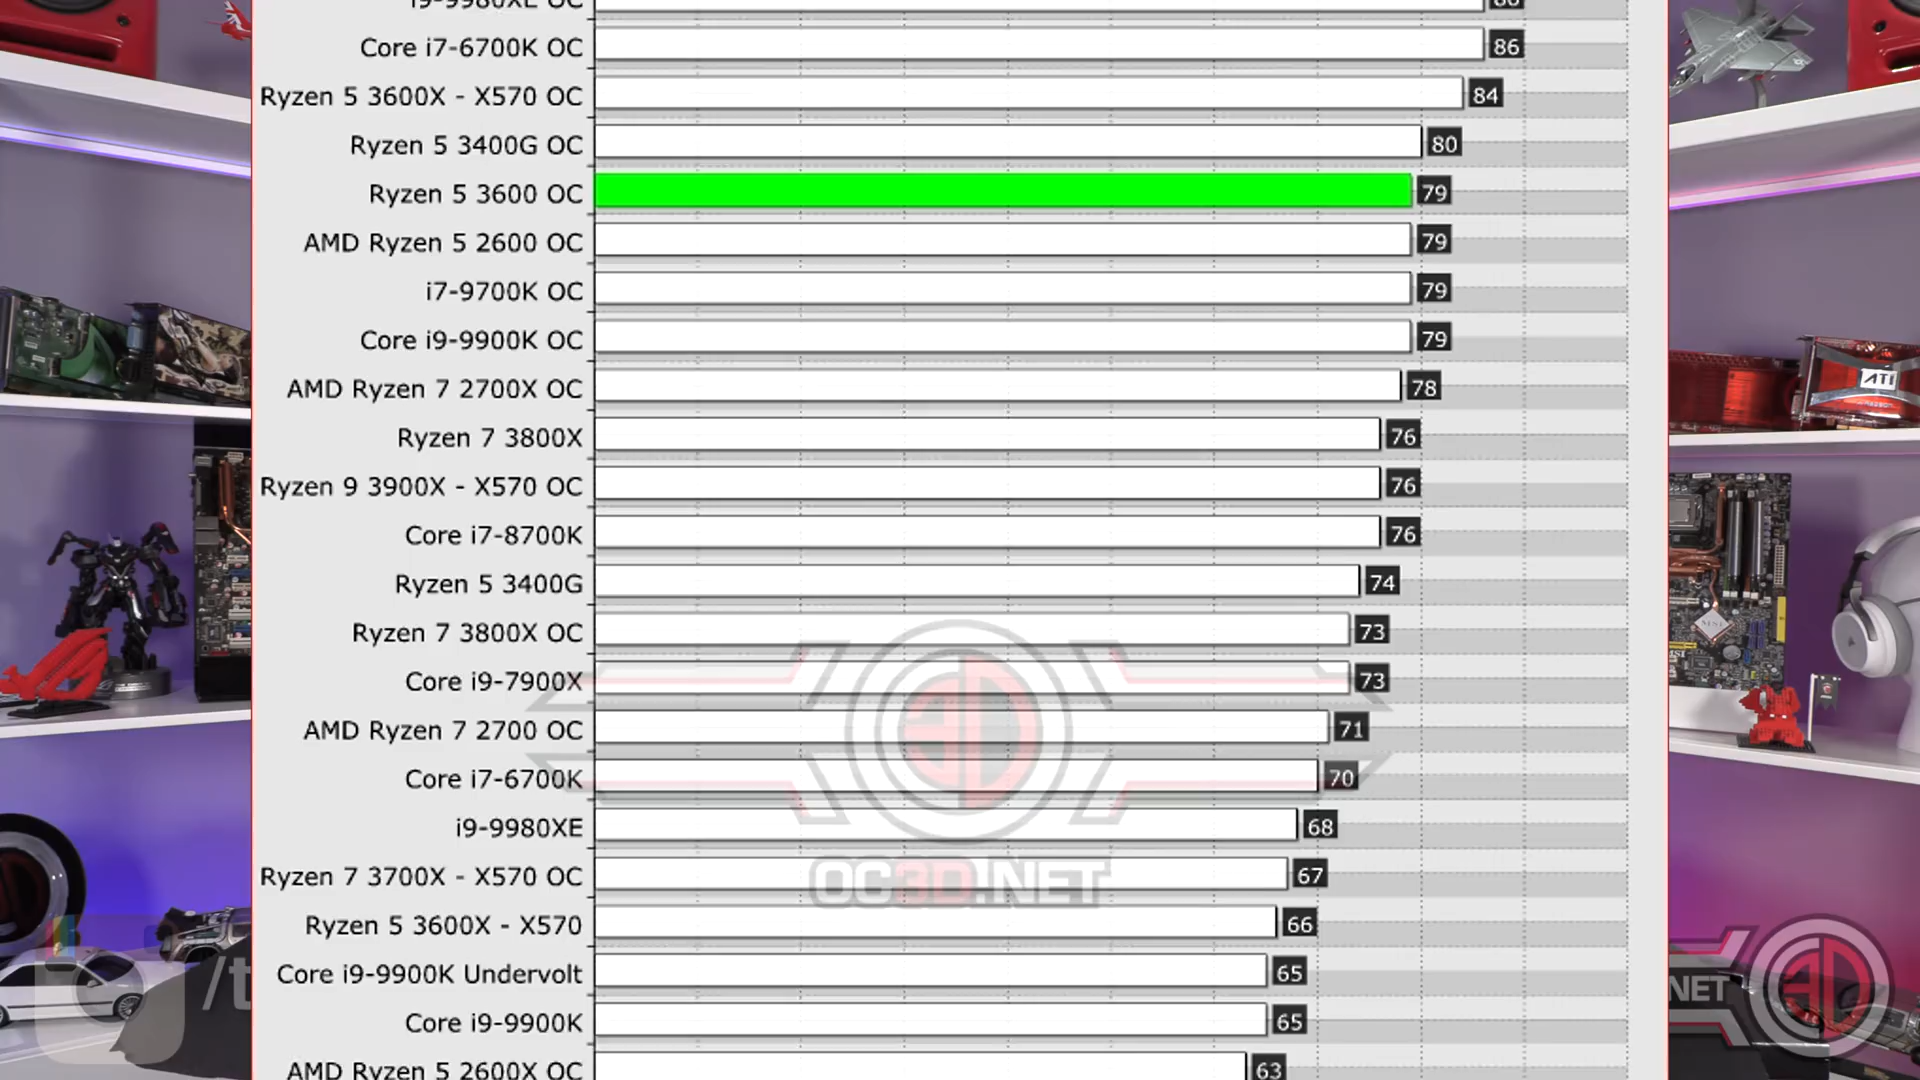 i9-9980XE OC 86
Core i7-6700K OC 86
Ryzen 5 3600X - X570 OC 84
Ryzen 5 3400G OC 80
Ryzen 5 3600 OC 79
AMD Ryzen 5 2600 OC 79
i7-9700K OC 79
Core i9-9900K OC 79
AMD Ryzen 7 2700X OC 78
Ryzen 7 3800X 76
Ryzen 9 3900X - X570 OC 76
Core i7-8700K 76
Ryzen 5 3400G 74
Ryzen 7 3800X OC 73
Core i9-7900X 73
AMD Ryzen 7 2700 OC 71
Core i7-6700K 70
i9-9980XE 68
Ryzen 7 3700X - X570 OC 67
Ryzen 5 3600X - X570 66
Core i9-9900K Undervolt 65
Core i9-9900K 65
AMD Ryzen 5 2600X OC 63
OC3D.NET
ATI
/t
NET
3D